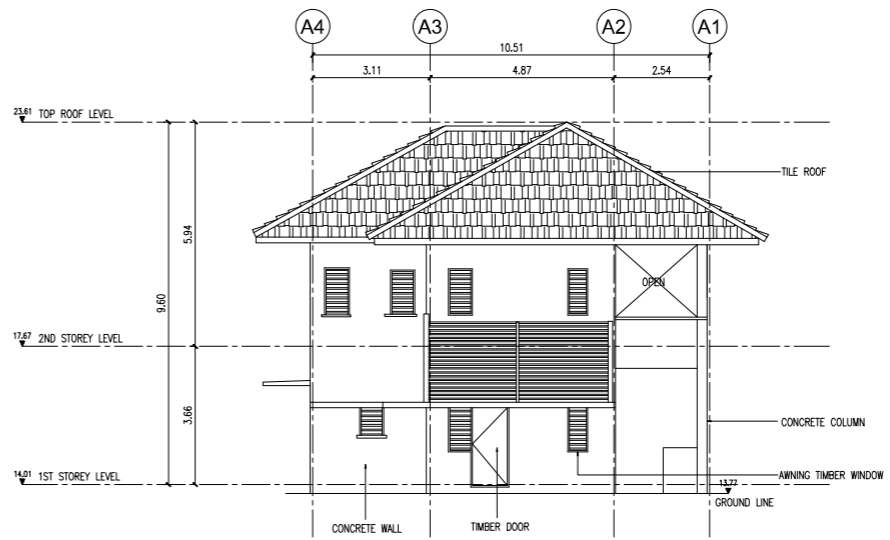 A4 A3 A2 A1
10.51
3.11 4.87 2.54
23.61 TOP ROOF LEVEL
TILE ROOF
5.94
OPEN
9.60
17.67 2ND STOREY LEVEL
3.66
CONCRETE COLUMN
14.01 1ST STOREY LEVEL
AWNING TIMBER WINDOW
13.77
GROUND LINE
CONCRETE WALL
TIMBER DOOR